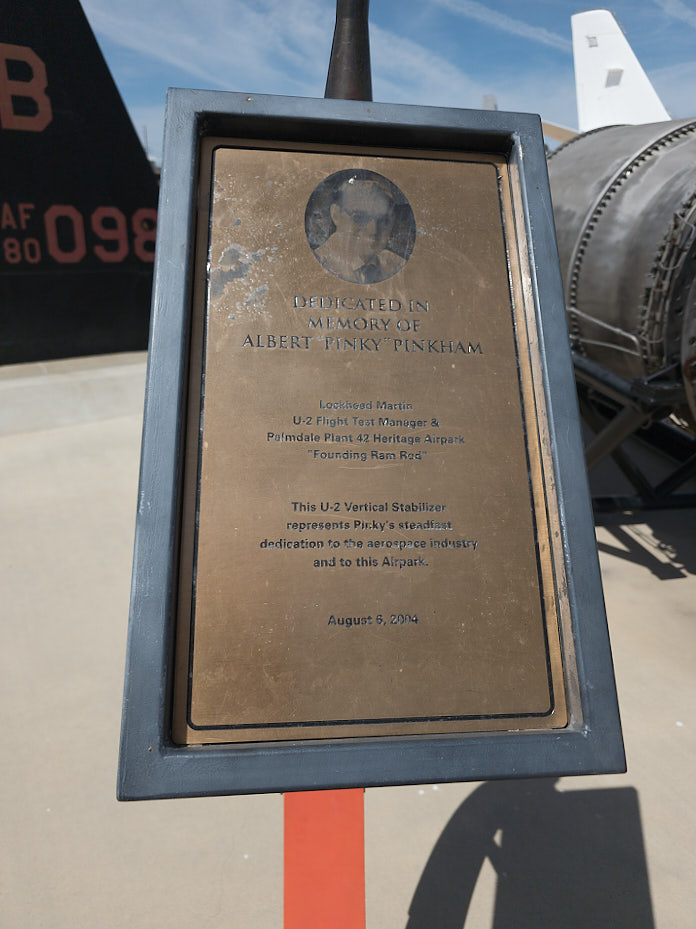 B
AF
80 098
DEDICATED IN
MEMORY OF
ALBERT "PINKY" PINKHAM
Lockheed Martin
U-2 Flight Test Manager &
Palmdale Plant 42 Heritage Airpark
"Founding Ram Rod"
This U-2 Vertical Stabilizer
represents Pinky's steadfast
dedication to the aerospace industry
and to this Airpark.
August 6, 2004